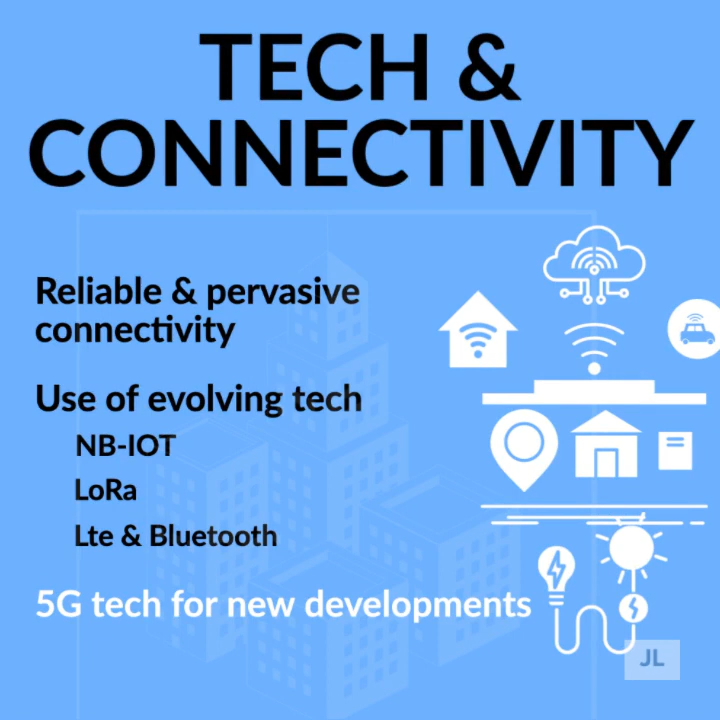 TECH &
CONNECTIVITY
Reliable & pervasive
connectivity
Use of evolving tech
NB-IOT
LoRa
Lte & Bluetooth
5G tech for new developments
JL